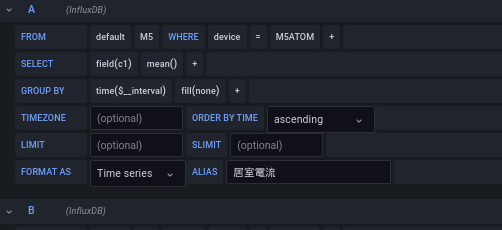 A (InfluxDB)
FROM default M5 WHERE device = M5ATOM +
SELECT field(c1) mean() +
GROUP BY time($__interval) fill(none) +
TIMEZONE (optional) ORDER BY TIME ascending
LIMIT (optional) SLIMIT (optional)
FORMAT AS Time series ALIAS 居室電流
B (InfluxDB)